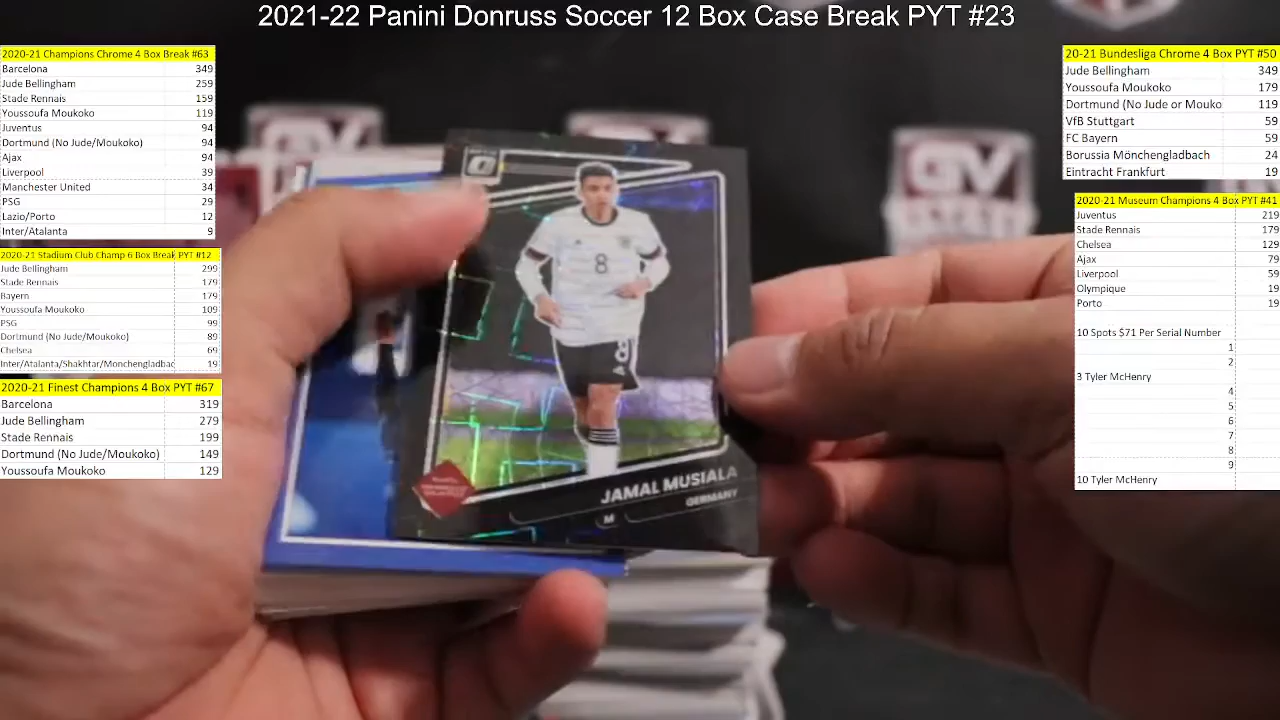 2021-22 Panini Donruss Soccer 12 Box Case Break PYT #23
2020-21 Champions Chrome 4 Box Break #63
Barcelona 349
Jude Bellingham 259
Stade Rennais 159
Youssoufa Moukoko 119
Juventus 94
Dortmund (No Jude/Moukoko) 94
Ajax 94
Liverpool 39
Manchester United 34
PSG 29
Lazio/Porto 12
Inter/Atalanta 9
2020-21 Stadium Club Champ 6 Box Break PYT #12
Jude Bellingham 299
Stade Rennais 179
Bayern 179
Youssoufa Moukoko 109
PSG 99
Dortmund (No Jude/Moukoko) 89
Chelsea 69
Inter/Atalanta/Shakhtar/Monchengladbac 19
2020-21 Finest Champions 4 Box PYT #67
Barcelona 319
Jude Bellingham 279
Stade Rennais 199
Dortmund (No Jude/Moukoko) 149
Youssoufa Moukoko 129
GV
8
8
JAMAL MUSIALA
GERMANY
M
20-21 Bundesliga Chrome 4 Box PYT #50
Jude Bellingham 349
Youssoufa Moukoko 179
Dortmund (No Jude or Mouko 119
VfB Stuttgart 59
FC Bayern 59
Borussia Mönchengladbach 24
Eintracht Frankfurt 19
2020-21 Museum Champions 4 Box PYT #41
Juventus 219
Stade Rennais 179
Chelsea 129
Ajax 79
Liverpool 59
Olympique 19
Porto 19
10 Spots $71 Per Serial Number
1
2
3 Tyler McHenry
4
5
6
7
8
9
10 Tyler McHenry